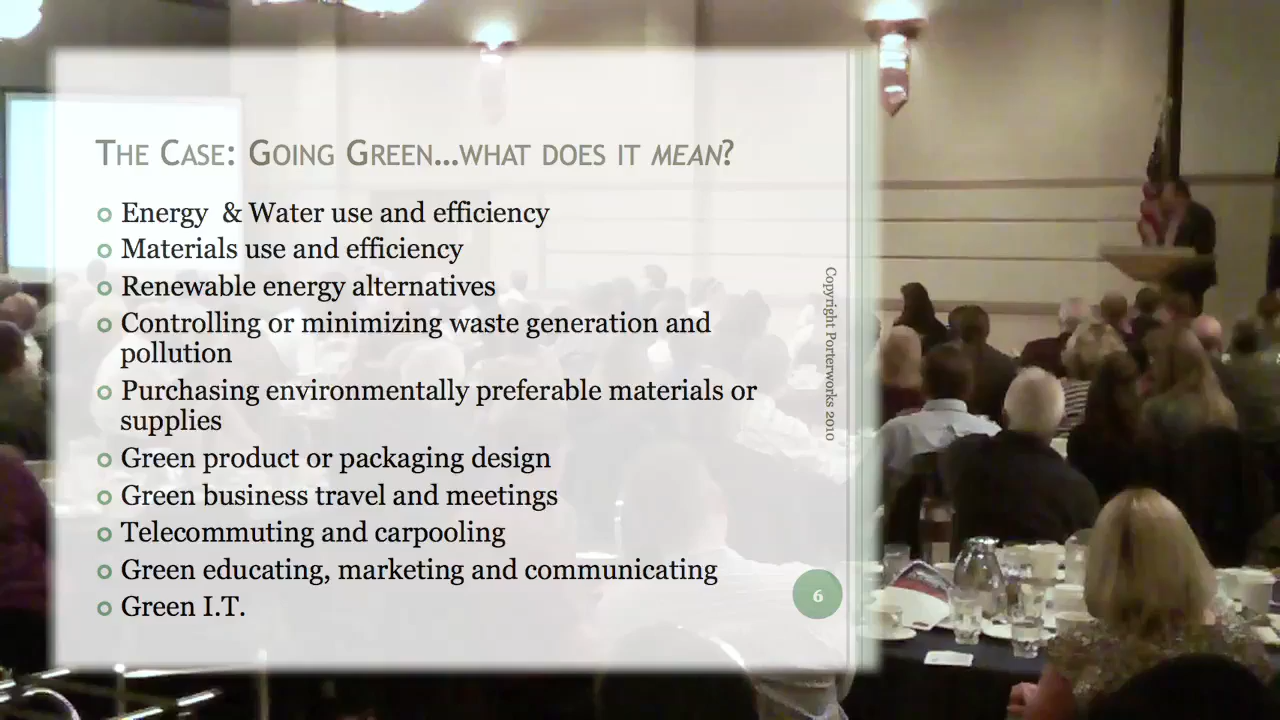 The Case: Going Green...what does it mean?
Energy & Water use and efficiency
Materials use and efficiency
Renewable energy alternatives
Controlling or minimizing waste generation and
pollution
Purchasing environmentally preferable materials or
supplies
Green product or packaging design
Green business travel and meetings
Telecommuting and carpooling
Green educating, marketing and communicating
Green I.T.
Copyright Porterworks 2010
6